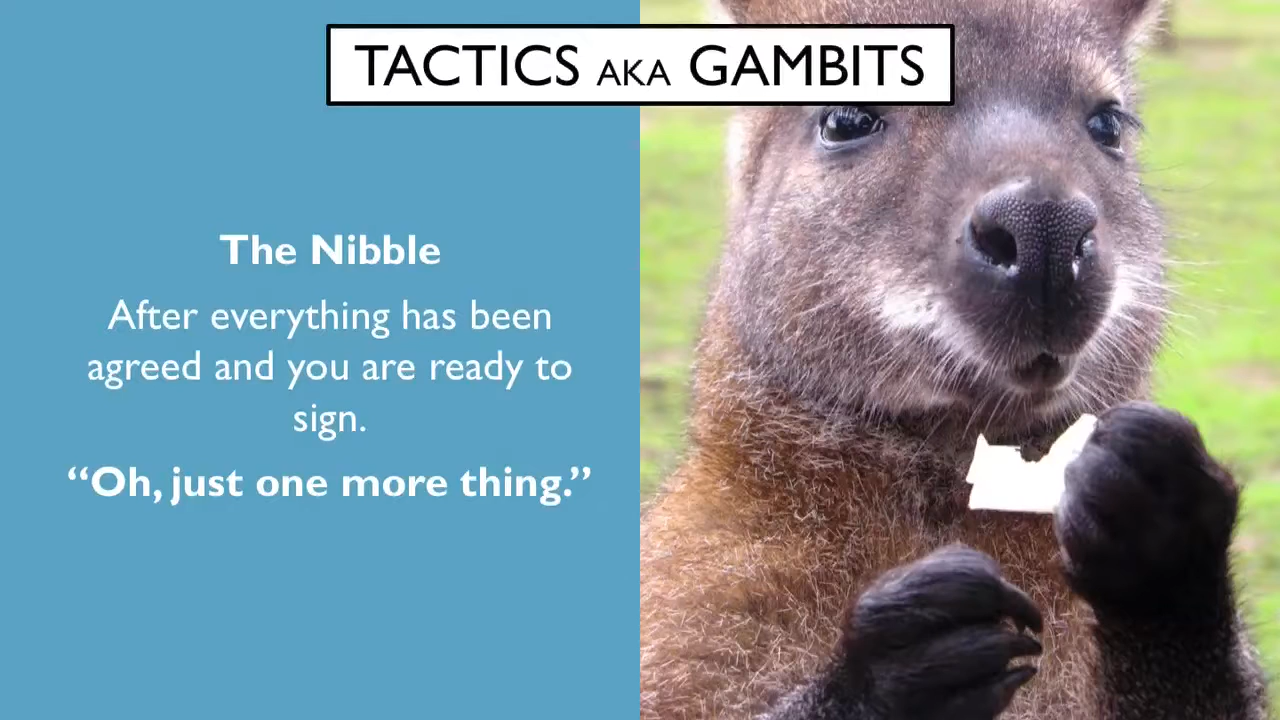 TACTICS AKA GAMBITS
The Nibble
After everything has been
agreed and you are ready to
sign.
“Oh, just one more thing.”